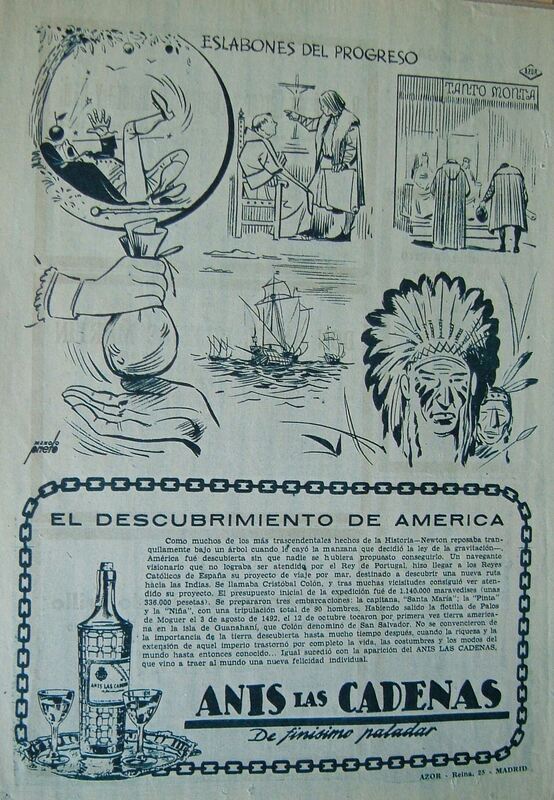 ESLABONES DEL PROGRESO
AZOR
TANTO MONTA
MANOLO
prieto
EL DESCUBRIMIENTO DE AMERICA
Como muchos de los más trascendentales hechos de la Historia—Newton reposaba tran-
quilamente bajo un árbol cuando le cayó la manzana que decidió la ley de la gravitación—,
América fué descubierta sin que nadie se hubiera propuesto conseguirlo. Un navegante
visionario que no lograba ser atendido por el Rey de Portugal, hizo llegar a los Reyes
Católicos de España su proyecto de viaje por mar, destinado a descubrir una nueva ruta
hacia las Indias. Se llamaba Cristóbal Colón, y tras muchas vicisitudes consiguió ver aten-
dido su proyecto. El presupuesto inicial de la expedición fué de 1.140.000 maravedises (unas
336.000 pesetas). Se prepararon tres embarcaciones: la capitana, "Santa María"; la "Pinta"
y la "Niña", con una tripulación total de 90 hombres. Habiendo salido la flotilla de Palos
de Moguer el 3 de agosto de 1492, el 12 de octubre tocaron por primera vez tierra america-
na en la isla de Guanahaní, que Colón denomino de San Salvador. No se convencieron de
la importancia de la tierra descubierta hasta mucho tiempo después, cuando la riqueza y la
extensión de aquel imperio trastornó por completo la vida, las costumbres y los modos del
mundo hasta entonces conocido... Igual sucedió con la aparición del ANIS LAS CADENAS,
que vino a traer al mundo una nueva felicidad individual.
ANIS LAS CADENAS
ANIS LAS CADENAS
De finísimo paladar
AZOR - Reina, 25 - MADRID